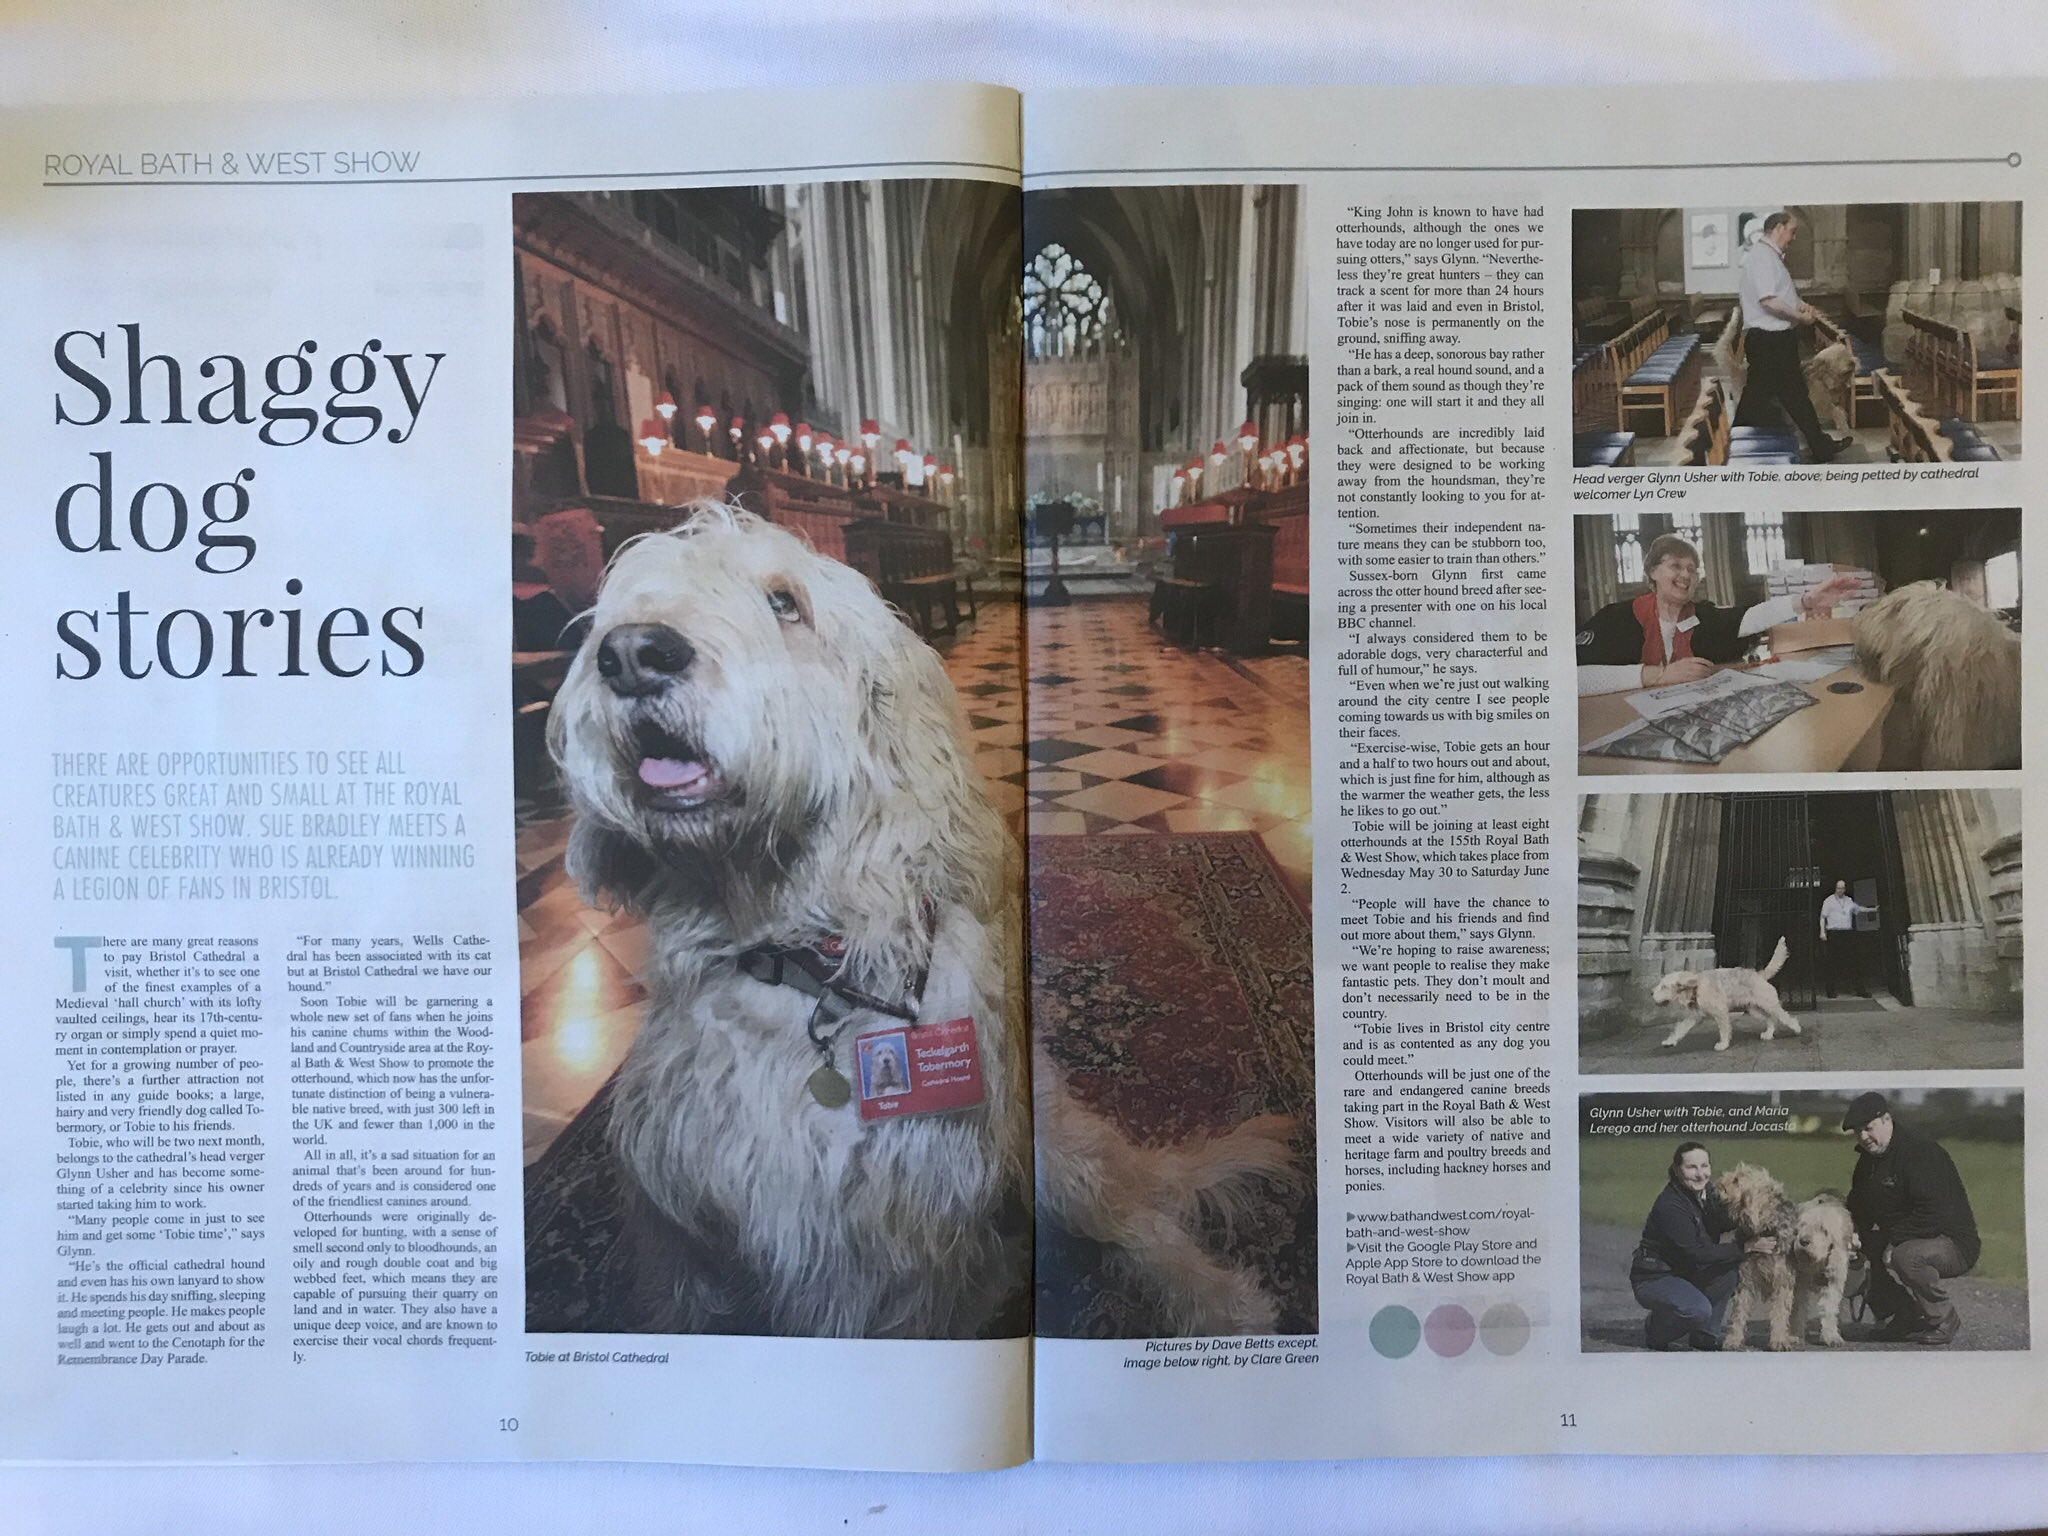 ROYAL BATH & WEST SHOW
Shaggy
dog
stories
THERE ARE OPPORTUNITIES TO SEE ALL
CREATURES GREAT AND SMALL AT THE ROYAL
BATH & WEST SHOW. SUE BRADLEY MEETS A
CANINE CELEBRITY WHO IS ALREADY WINNING
A LEGION OF FANS IN BRISTOL.
There are many great reasons
to pay Bristol Cathedral a
visit, whether it's to see one
of the finest examples of a
Medieval 'hall church' with its lofty
vaulted ceilings, hear its 17th-centu-
ry organ or simply spend a quiet mo-
ment in contemplation or prayer.
Yet for a growing number of peo-
ple, there's a further attraction not
listed in any guide books; a large,
hairy and very friendly dog called To-
bermory, or Tobie to his friends.
Tobie, who will be two next month,
belongs to the cathedral's head verger
Glynn Usher and has become some-
thing of a celebrity since his owner
started taking him to work.
"Many people come in just to see
him and get some 'Tobie time'," says
Glynn.
"He's the official cathedral hound
and even has his own lanyard to show
it. He spends his day sniffing, sleeping
and meeting people. He makes people
laugh a lot. He gets out and about as
well and went to the Cenotaph for the
Remembrance Day Parade.
"For many years, Wells Cathe-
dral has been associated with its cat
but at Bristol Cathedral we have our
hound."
Soon Tobie will be garnering a
whole new set of fans when he joins
his canine chums within the Wood-
land and Countryside area at the Roy-
al Bath & West Show to promote the
otterhound, which now has the unfor-
tunate distinction of being a vulnera-
ble native breed, with just 300 left in
the UK and fewer than 1,000 in the
world.
All in all, it's a sad situation for an
animal that's been around for hun-
dreds of years and is considered one
of the friendliest canines around.
Otterhounds were originally de-
veloped for hunting, with a sense of
smell second only to bloodhounds, an
oily and rough double coat and big
webbed feet, which means they are
capable of pursuing their quarry on
land and in water. They also have a
unique deep voice, and are known to
exercise their vocal chords frequent-
ly.
Bristol Cathedral
Teckelgarth
Tobermory
Cathedral Hound
Tobie
Tobie at Bristol Cathedral
Pictures by Dave Betts except,
image below right, by Clare Green
10
"King John is known to have had
otterhounds, although the ones we
have today are no longer used for pur-
suing otters," says Glynn. "Neverthe-
less they're great hunters – they can
track a scent for more than 24 hours
after it was laid and even in Bristol,
Tobie's nose is permanently on the
ground, sniffing away.
"He has a deep, sonorous bay rather
than a bark, a real hound sound, and a
pack of them sound as though they're
singing: one will start it and they all
join in.
"Otterhounds are incredibly laid
back and affectionate, but because
they were designed to be working
away from the houndsman, they're
not constantly looking to you for at-
tention.
"Sometimes their independent na-
ture means they can be stubborn too,
with some easier to train than others."
Sussex-born Glynn first came
across the otter hound breed after see-
ing a presenter with one on his local
BBC channel.
"I always considered them to be
adorable dogs, very characterful and
full of humour," he says.
"Even when we're just out walking
around the city centre I see people
coming towards us with big smiles on
their faces.
"Exercise-wise, Tobie gets an hour
and a half to two hours out and about,
which is just fine for him, although as
the warmer the weather gets, the less
he likes to go out."
Tobie will be joining at least eight
otterhounds at the 155th Royal Bath
& West Show, which takes place from
Wednesday May 30 to Saturday June
2.
"People will have the chance to
meet Tobie and his friends and find
out more about them," says Glynn.
"We're hoping to raise awareness;
we want people to realise they make
fantastic pets. They don't moult and
don't necessarily need to be in the
country.
"Tobie lives in Bristol city centre
and is as contented as any dog you
could meet."
Otterhounds will be just one of the
rare and endangered canine breeds
taking part in the Royal Bath & West
Show. Visitors will also be able to
meet a wide variety of native and
heritage farm and poultry breeds and
horses, including hackney horses and
ponies.
www.bathandwest.com/royal-
bath-and-west-show
Visit the Google Play Store and
Apple App Store to download the
Royal Bath & West Show app
Head verger Glynn Usher with Tobie, above; being petted by cathedral
welcomer Lyn Crew
Glynn Usher with Tobie, and Maria
Lerego and her otterhound Jocasta
11